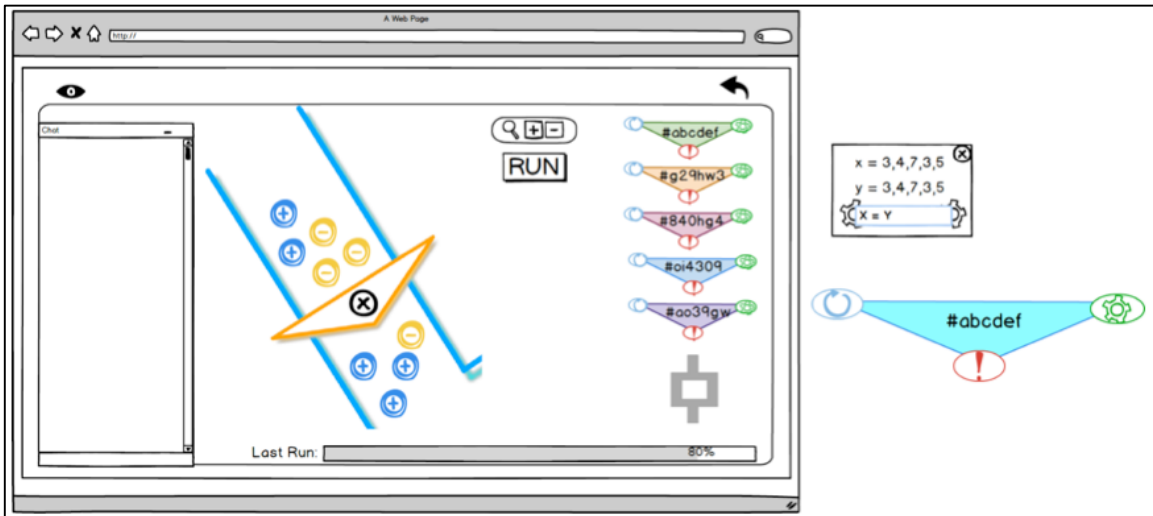 A Web Page
http://
Chat
#abcdef
#g29hw3
#840hg4
#oi4309
#ao39gw
RUN
Last Run:
80%
x = 3,4,7,3,5
y = 3,4,7,3,5
X = Y
#abcdef